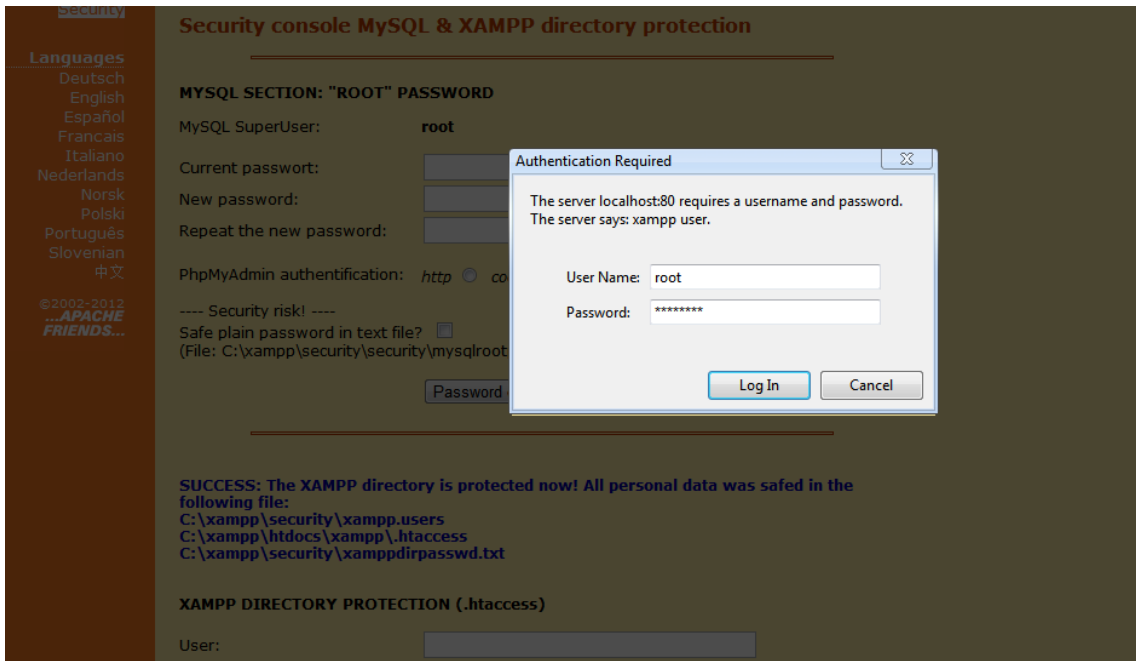 Security
Languages
Deutsch
English
Español
Francais
Italiano
Nederlands
Norsk
Polski
Português
Slovenian
中文
©2002-2012
...APACHE
FRIENDS...
Security console MySQL & XAMPP directory protection
MYSQL SECTION: "ROOT" PASSWORD
MySQL SuperUser: root
Current passwort:
New password:
Repeat the new password:
PhpMyAdmin authentification: http co
---- Security risk! ----
Safe plain password in text file?
(File: C:\xampp\security\security\mysqlroot
Password
Authentication Required
The server localhost:80 requires a username and password.
The server says: xampp user.
User Name: root
Password: ********
Log In Cancel
SUCCESS: The XAMPP directory is protected now! All personal data was safed in the
following file:
C:\xampp\security\xampp.users
C:\xampp\htdocs\xampp\.htaccess
C:\xampp\security\xamppdirpasswd.txt
XAMPP DIRECTORY PROTECTION (.htaccess)
User: